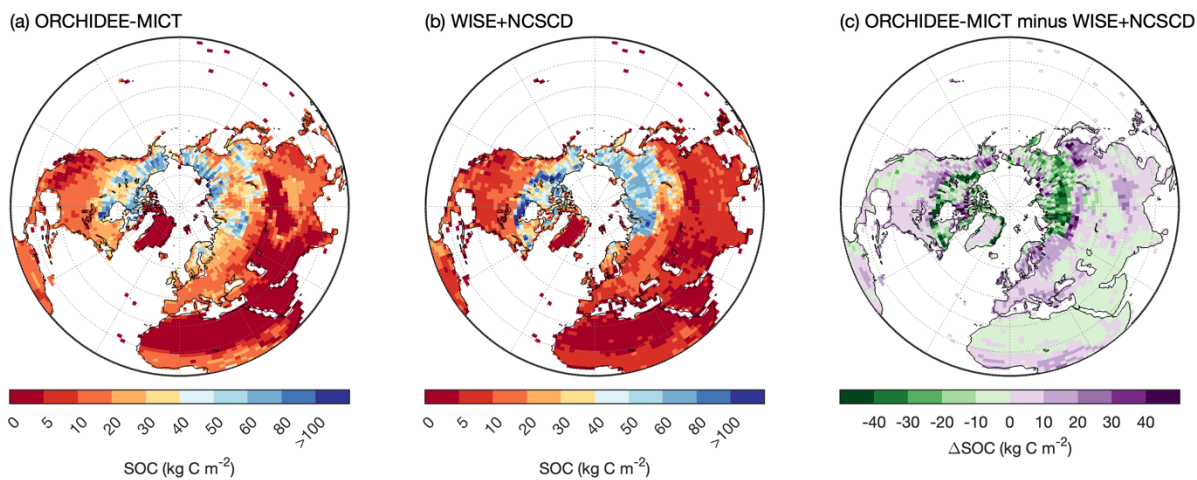 (a) ORCHIDEE-MICT
(b) WISE+NCSCD
(c) ORCHIDEE-MICT minus WISE+NCSCD
0 5 10 20 30 40 50 60 80 >100
SOC (kg C m⁻²)
0 5 10 20 30 40 50 60 80 >100
SOC (kg C m⁻²)
-40 -30 -20 -10 0 10 20 30 40
ΔSOC (kg C m⁻²)